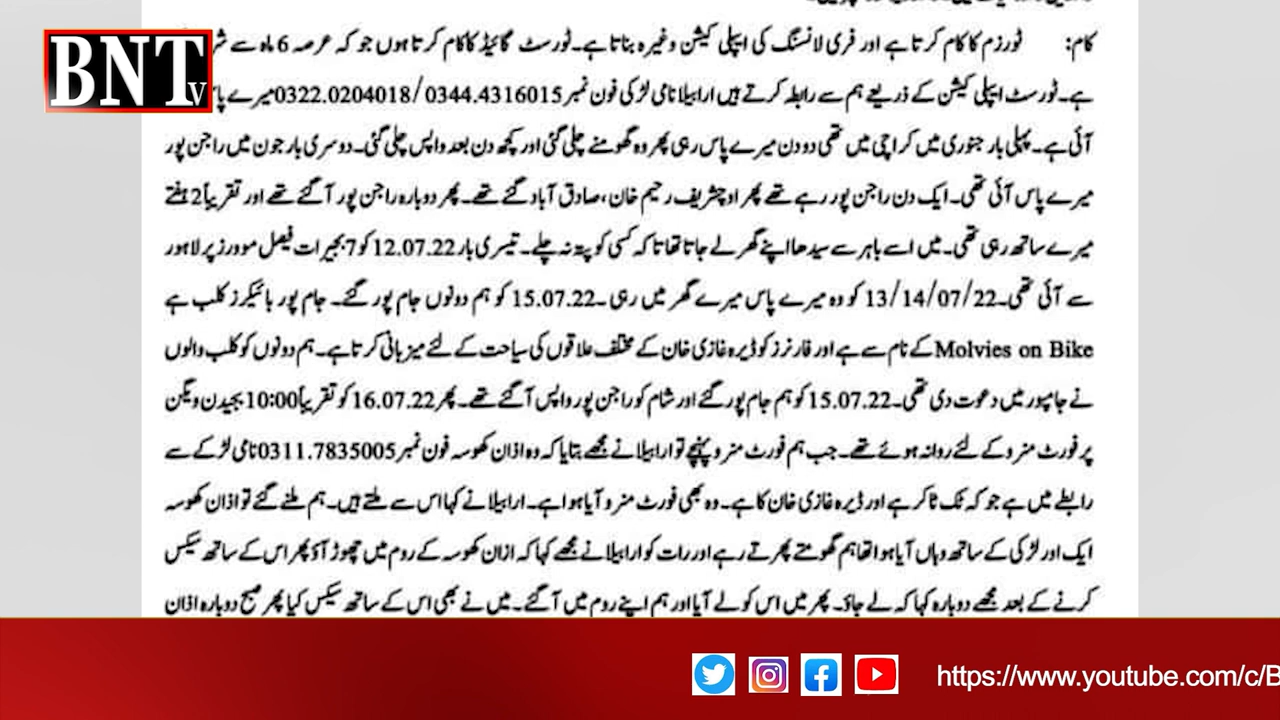 BNT
V
کام: ٹورزم کا کام کرتا ہے اور فری لانسنگ کی ایپلی کیشن وغیرہ بناتا ہے۔ ٹورسٹ گائیڈ کا کام کرتا ہوں جو کہ عرصہ 6 ماہ سے
ہے۔ ٹورسٹ ایپلی کیشن کے ذریعے ہم سے رابطہ کرتے ہیں ارابیلا نامی لڑکی فون نمبر 0344.4316015 /0322.0204018 میرے
آئی ہے۔ پہلی بار جنوری میں کراچی میں تھی دو دن میرے پاس رہی پھر وہ گھومنے چلی گئی اور کچھ دن بعد واپس چلی گئی۔ دوسری بار جون میں راجن پور
میرے پاس آئی تھی۔ ایک دن راجن پور رہے تھے پھر اوچشریف رحیم خان، صادق آباد گئے تھے۔ پھر دوبارہ راجن پور آ گئے تھے اور تقریباً 2 ہفتے
میرے ساتھ رہی تھی۔ میں اسے باہر سے سیدھا اپنے گھر لے جاتا تھا تا کہ کسی کو پتہ نہ چلے۔ تیسری بار 12.07.22 کو 7 بجے رات فیصل موورز پر لاہور
سے آئی تھی۔ 13/14/07/22 کو وہ میرے پاس میرے گھر میں رہی۔ 15.07.22 کو ہم دونوں جام پور گئے۔ جام پور بائیکرز کلب ہے
Molvies on Bike کے نام سے ہے اور فارنرز کو ڈیرہ غازی خان کے مختلف علاقوں کی سیاحت کے لئے میزبانی کرتا ہے۔ ہم دونوں کو کلب والوں
نے جامپور میں دعوت دی تھی۔ 15.07.22 کو ہم جام پور گئے اور شام کو راجن پور واپس آ گئے تھے۔ پھر 16.07.22 کو تقریباً 10:00 بجے دن ویگن
پر فورٹ منرو کے لئے روانہ ہوئے تھے۔ جب ہم فورٹ منرو پہنچے تو ارابیلا نے مجھے بتایا کہ وہ اذان کھوسہ فون نمبر 0311.7835005 نامی لڑکے سے
رابطے میں ہے جو کہ ٹک ٹاکر ہے اور ڈیرہ غازی خان کا ہے۔ وہ بھی فورٹ منرو آیا ہوا ہے۔ ارابیلا نے کہا اس سے ملتے ہیں۔ ہم ملنے گئے تو اذان کھوسہ
ایک اور لڑکی کے ساتھ وہاں آیا ہوا تھا ہم گھومتے پھرتے رہے اور رات کو ارابیلا نے مجھے کہا کہ اذان کھوسہ کے روم میں چھوڑ آؤ پھر اس کے ساتھ سیکس
کرنے کے بعد مجھے دوبارہ کہا کہ لے جاؤ۔ پھر میں اس کو لے آیا اور ہم اپنے روم میں آ گئے۔ میں نے بھی اس کے ساتھ سیکس کیا پھر صبح دوبارہ اذان
https://www.youtube.com/c/B